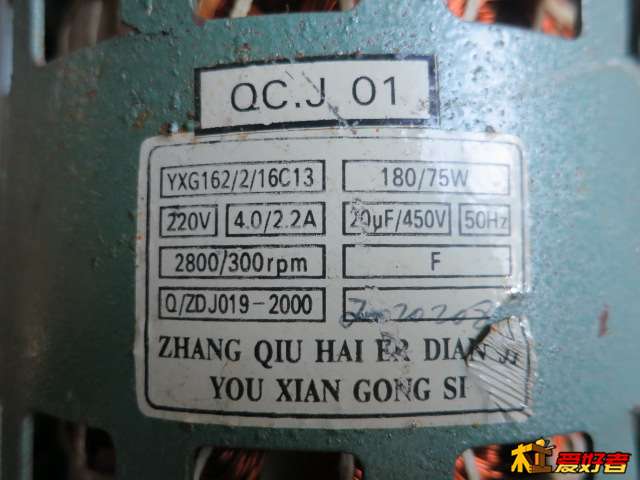 QC.J 01
YXG162/2/16C13 180/75W
220V 4.0/2.2A 20μF/450V 50Hz
2800/300rpm F
Q/ZDJ019-2000
ZHANG QIU HAI ER DIAN JI
YOU XIAN GONG SI
爱好者